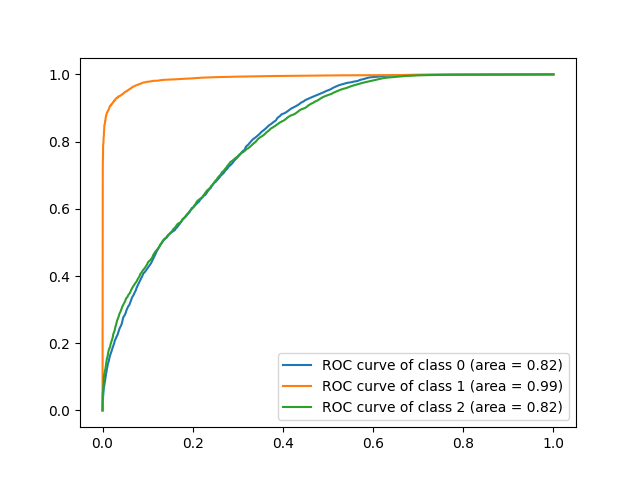 1.0
0.8
0.6
0.4
0.2
0.0
ROC curve of class 0 (area = 0.82)
ROC curve of class 1 (area = 0.99)
ROC curve of class 2 (area = 0.82)
0.0 0.2 0.4 0.6 0.8 1.0